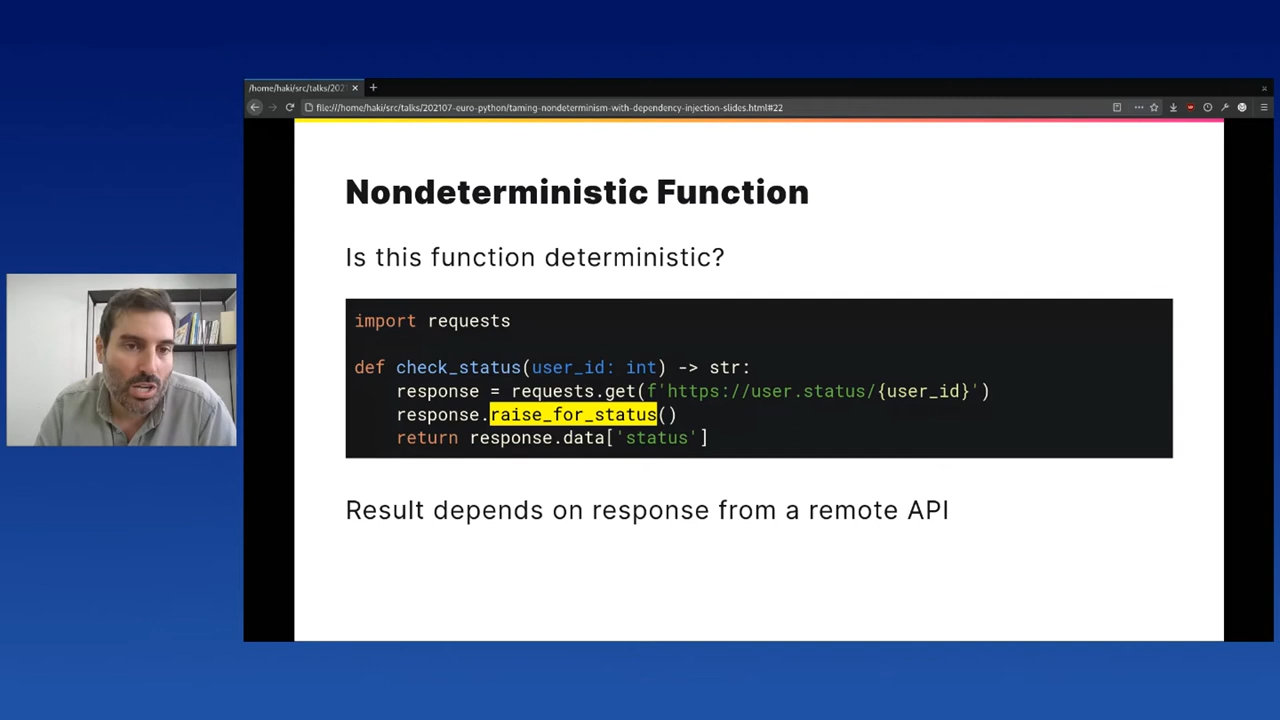 /home/haki/src/talks/202
file:///home/haki/src/talks/202107-euro-python/taming-nondeterminism-with-dependency-injection-slides.html#22
Nondeterministic Function
Is this function deterministic?
import requests
def check_status(user_id: int) -> str:
    response = requests.get(f'https://user.status/{user_id}')
    response.raise_for_status()
    return response.data['status']
Result depends on response from a remote API